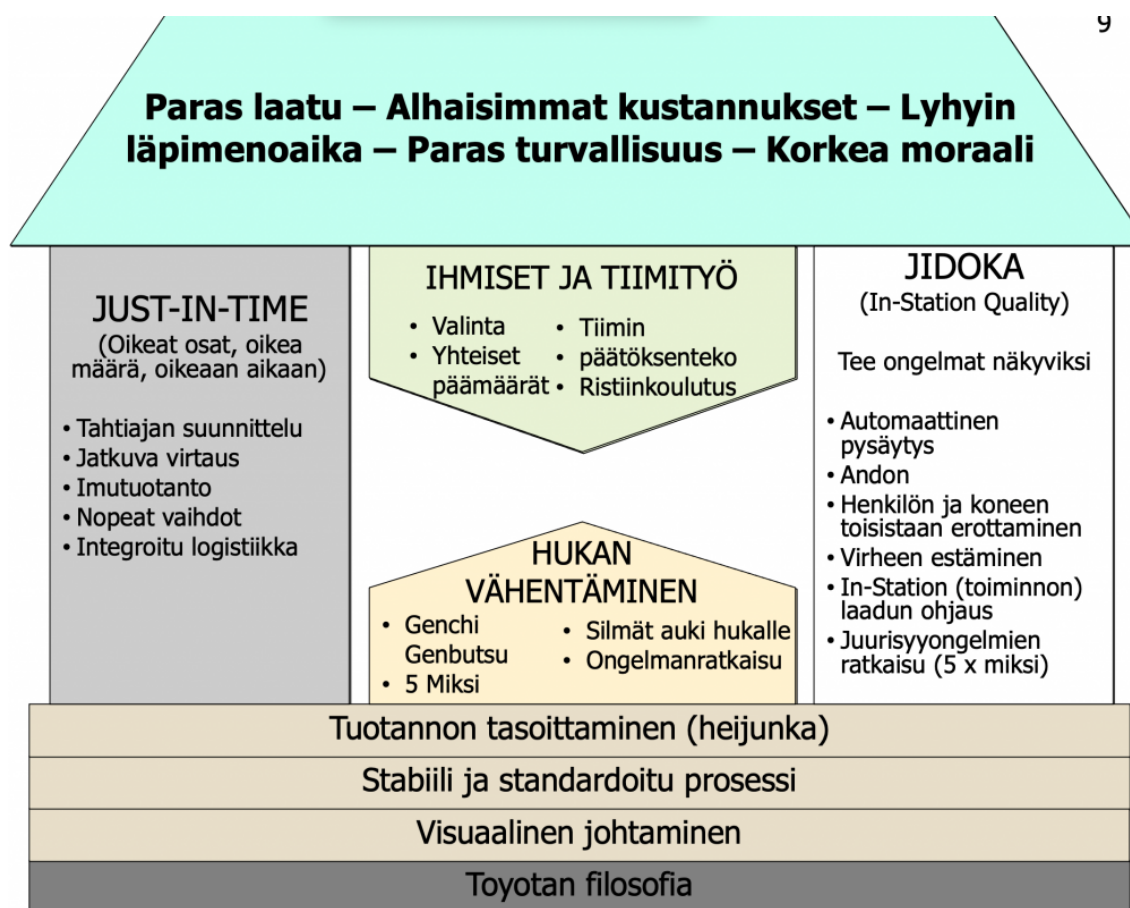 9
Paras laatu – Alhaisimmat kustannukset – Lyhyin
läpimenoaika – Paras turvallisuus – Korkea moraali
JUST-IN-TIME
(Oikeat osat, oikea
määrä, oikeaan aikaan)
• Tahtiajan suunnittelu
• Jatkuva virtaus
• Imutuotanto
• Nopeat vaihdot
• Integroitu logistiikka
IHMISET JA TIIMITYÖ
• Valinta
• Yhteiset
päämäärät
• Tiimin
• päätöksenteko
• Ristiinkoulutus
HUKAN
VÄHENTÄMINEN
• Genchi
Genbutsu
• 5 Miksi
• Silmät auki hukalle
• Ongelmanratkaisu
JIDOKA
(In-Station Quality)
Tee ongelmat näkyviksi
• Automaattinen
pysäytys
• Andon
• Henkilön ja koneen
toisistaan erottaminen
• Virheen estäminen
• In-Station (toiminnon)
laadun ohjaus
• Juurisyyongelmien
ratkaisu (5 x miksi)
Tuotannon tasoittaminen (heijunka)
Stabiili ja standardoitu prosessi
Visuaalinen johtaminen
Toyotan filosofia